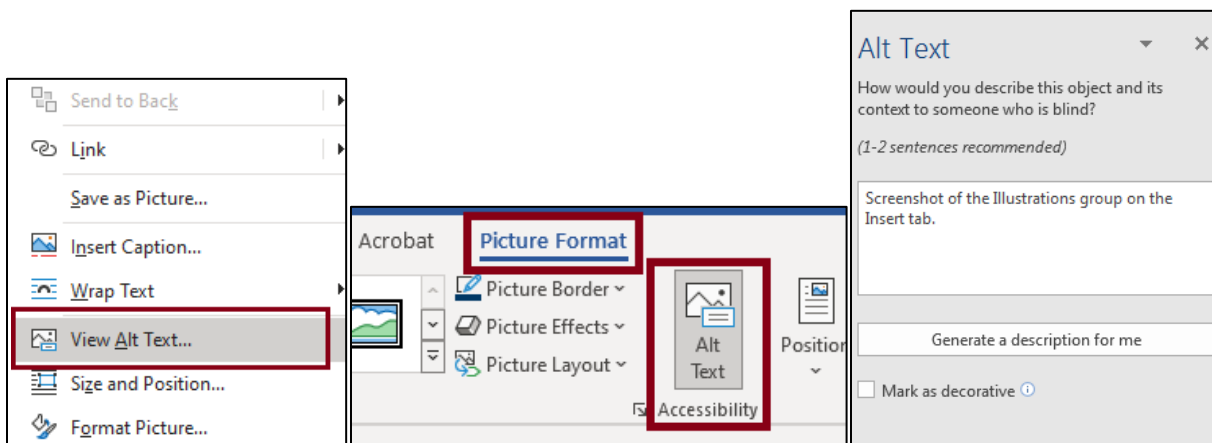 Send to Back
Link
Save as Picture...
Insert Caption...
Wrap Text
View Alt Text...
Size and Position...
Format Picture...
Acrobat
Picture Format
Picture Border
Picture Effects
Picture Layout
Alt
Text
Position
Accessibility
Alt Text
How would you describe this object and its
context to someone who is blind?
(1-2 sentences recommended)
Screenshot of the Illustrations group on the
Insert tab.
Generate a description for me
Mark as decorative